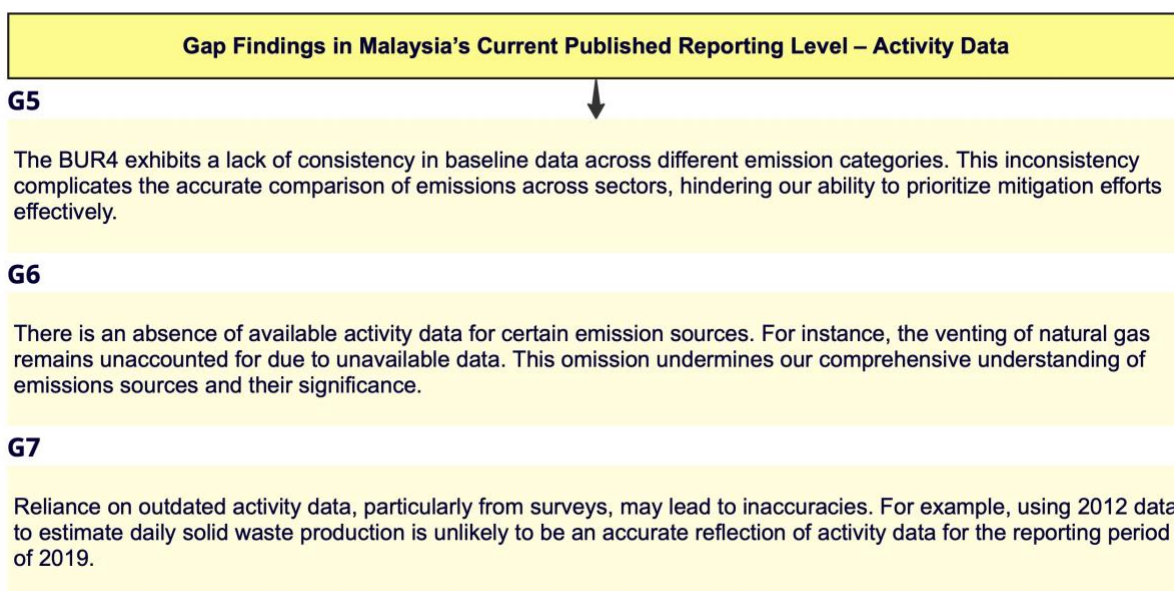 Gap Findings in Malaysia's Current Published Reporting Level – Activity Data
G5
The BUR4 exhibits a lack of consistency in baseline data across different emission categories. This inconsistency
complicates the accurate comparison of emissions across sectors, hindering our ability to prioritize mitigation efforts
effectively.
G6
There is an absence of available activity data for certain emission sources. For instance, the venting of natural gas
remains unaccounted for due to unavailable data. This omission undermines our comprehensive understanding of
emissions sources and their significance.
G7
Reliance on outdated activity data, particularly from surveys, may lead to inaccuracies. For example, using 2012 data
to estimate daily solid waste production is unlikely to be an accurate reflection of activity data for the reporting period
of 2019.